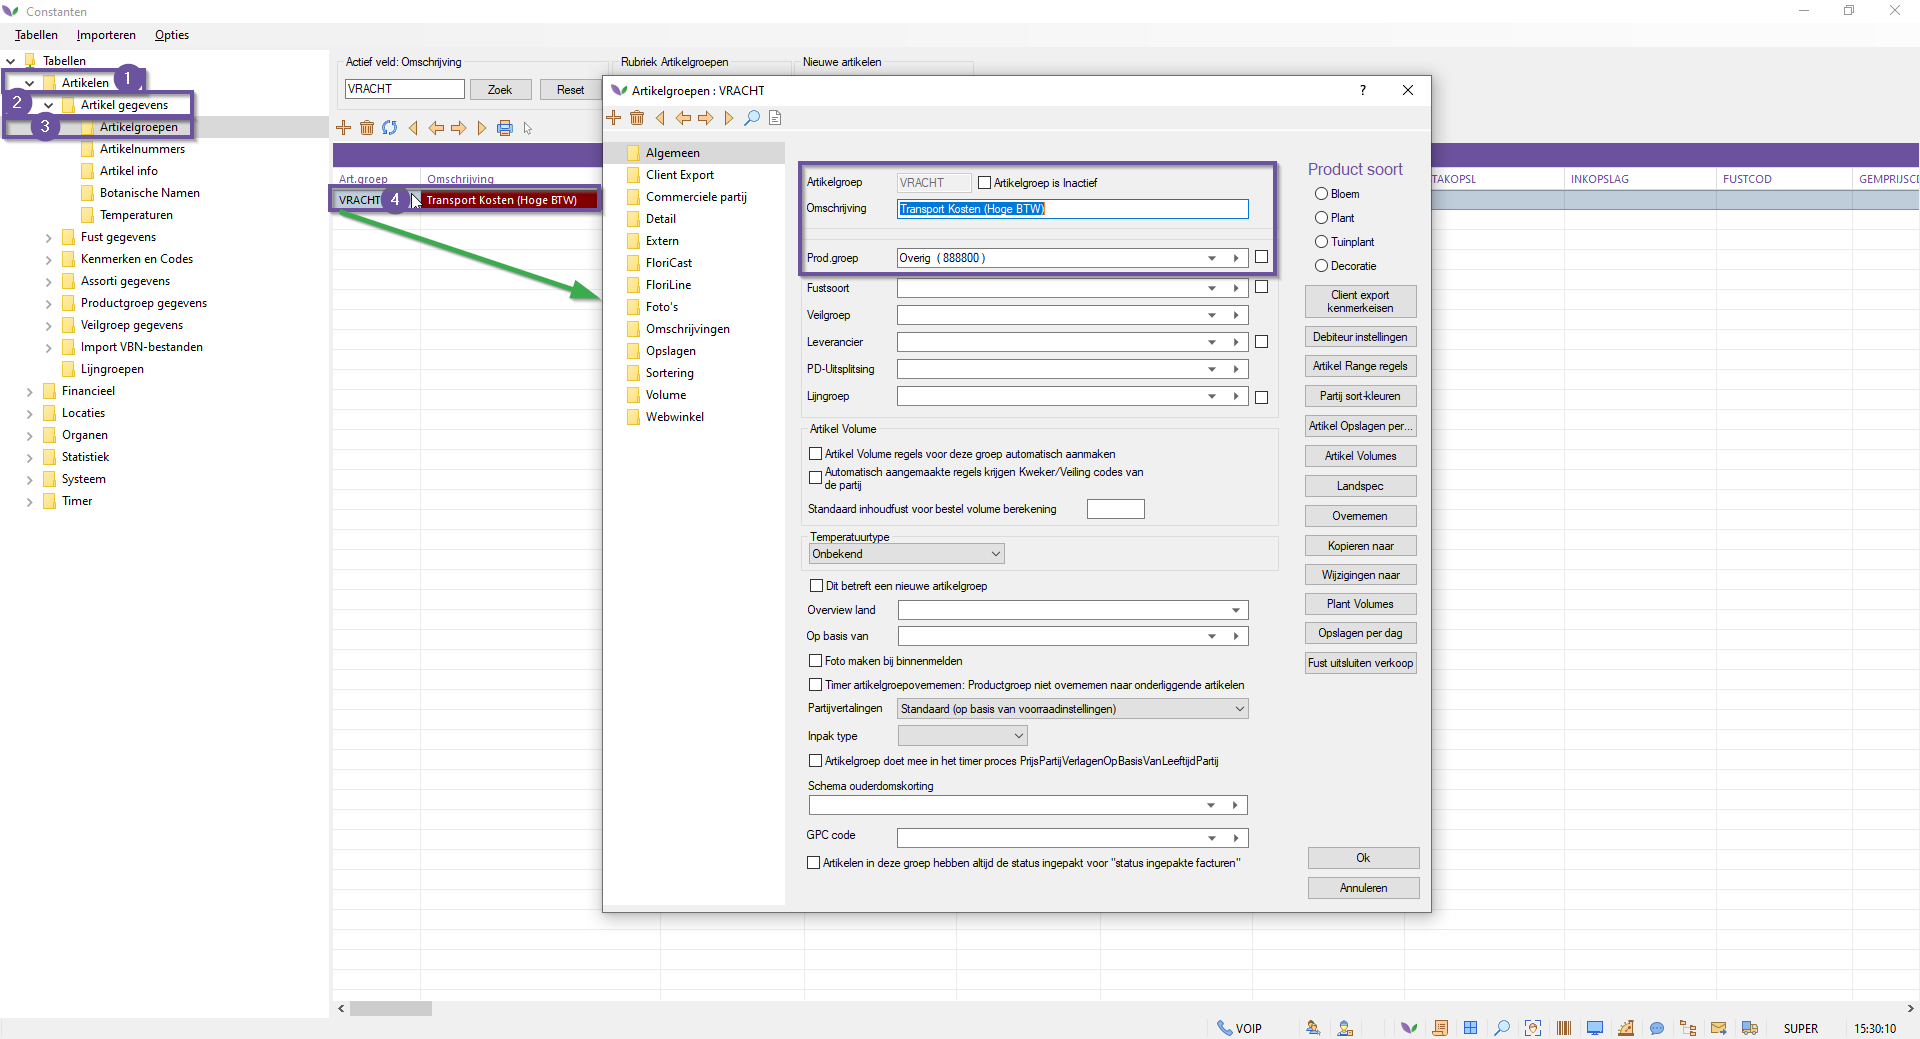 Constanten
Tabellen Importeren Opties
Tabellen
Artikelen 1
2 Artikel gegevens
3 Artikelgroepen
Artikelnummers
Artikel info
Botanische Namen
Temperaturen
Fust gegevens
Kenmerken en Codes
Assorti gegevens
Productgroep gegevens
Veilgroep gegevens
Import VBN-bestanden
Lijngroepen
Financieel
Locaties
Organen
Statistiek
Systeem
Timer
Actief veld: Omschrijving Rubriek Artikelgroepen Nieuwe artikelen
VRACHT Zoek Reset
Art.groep Omschrijving TAKOPSL INKOPSLAG FUSTCOD GEMPRIJSC
VRACHT 4 Transport Kosten (Hoge BTW)
Artikelgroepen : VRACHT ?
Algemeen
Client Export
Commerciele partij
Detail
Extern
FloriCast
FloriLine
Foto's
Omschrijvingen
Opslagen
Sortering
Volume
Webwinkel
Artikelgroep VRACHT Artikelgroep is Inactief
Omschrijving Transport Kosten (Hoge BTW)
Prod.groep Overig ( 888800 )
Fustsoort
Veilgroep
Leverancier
PD-Uitsplitsing
Lijngroep
Artikel Volume
Artikel Volume regels voor deze groep automatisch aanmaken
Automatisch aangemaakte regels krijgen Kweker/Veiling codes van
de partij
Standaard inhoudfust voor bestel volume berekening
Temperatuurtype
Onbekend
Dit betreft een nieuwe artikelgroep
Overview land
Op basis van
Foto maken bij binnenmelden
Timer artikelgroepovernemen: Productgroep niet overnemen naar onderliggende artikelen
Partijvertalingen Standaard (op basis van voorraadinstellingen)
Inpak type
Artikelgroep doet mee in het timer proces PrijsPartijVerlagenOpBasisVanLeeftijdPartij
Schema ouderdomskorting
GPC code
Artikelen in deze groep hebben altijd de status ingepakt voor "status ingepakte facturen"
Product soort
Bloem
Plant
Tuinplant
Decoratie
Client export
kenmerkeisen
Debiteur instellingen
Artikel Range regels
Partij sort-kleuren
Artikel Opslagen per...
Artikel Volumes
Landspec
Overnemen
Kopieren naar
Wijzigingen naar
Plant Volumes
Opslagen per dag
Fust uitsluiten verkoop
Ok
Annuleren
VOIP SUPER 15:30:10